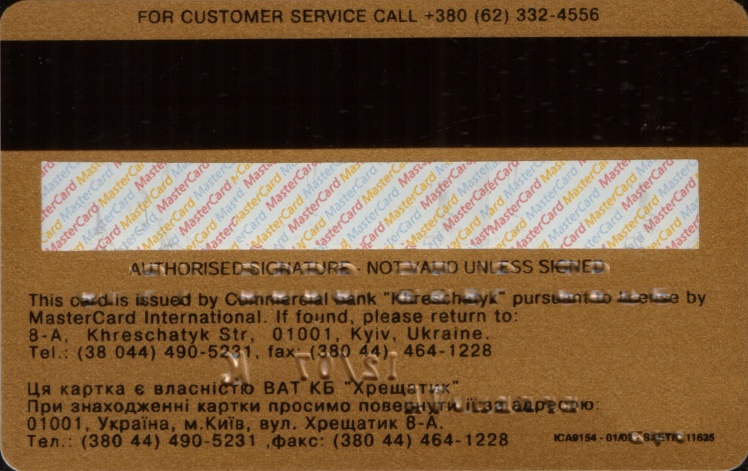 FOR CUSTOMER SERVICE CALL +380 (62) 332-4556
AUTHORISED SIGNATURE - NOT VALID UNLESS SIGNED
This card is issued by Commercial bank "Khreschatyk" pursuant to license by
MasterCard International. If found, please return to:
8-A, Khreschatyk Str, 01001, Kyiv, Ukraine.
Tel.: (38 044) 490-5231, fax: (380 44) 464-1228
Ця картка є власністю ВАТ КБ "Хрещатик"
При знаходженні картки просимо повернути її за адресою:
01001, Україна, м.Київ, вул. Хрещатик 8-А.
Тел.: (380 44) 490-5231 ,факс: (380 44) 464-1228
ICA9154 - 11635